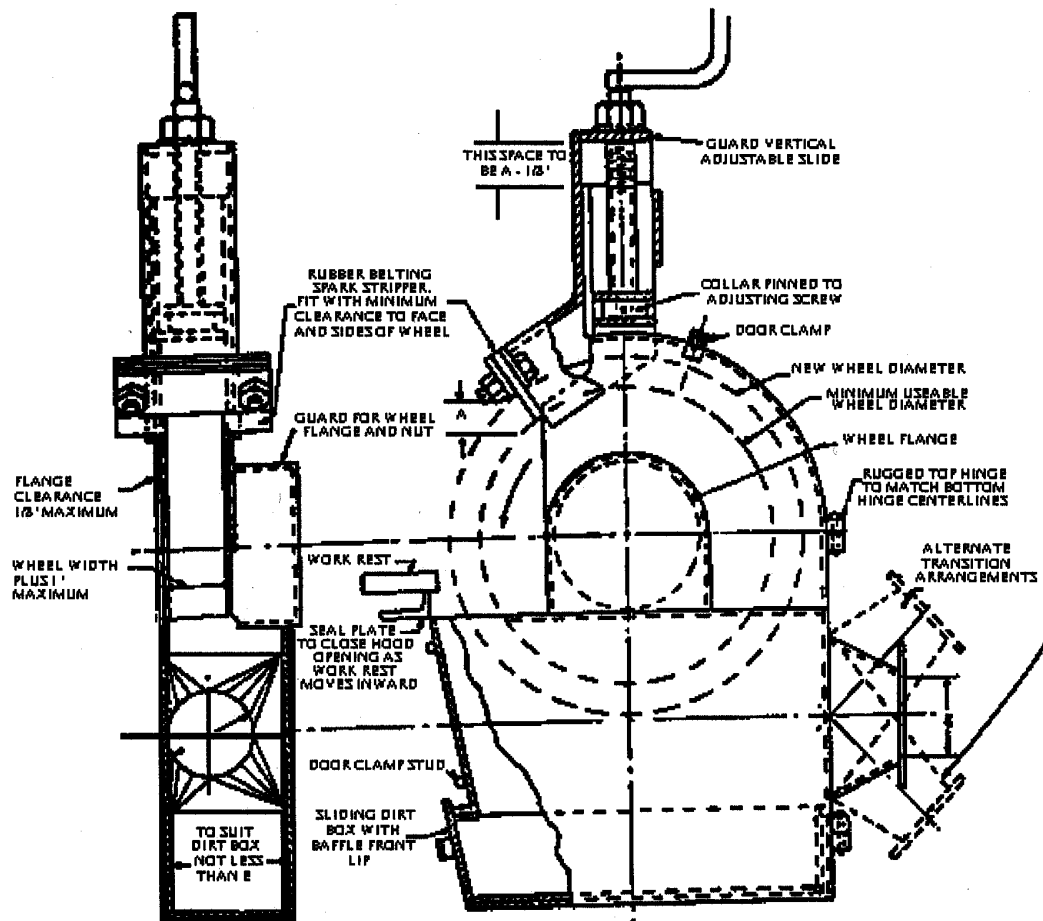 THIS SPACE TO
BE A - 1/8'
GUARD VERTICAL
ADJUSTABLE SLIDE
RUBBER BELTING
SPARK STRIPPER.
FIT WITH MINIMUM
CLEARANCE TO FACE
AND SIDES OF WHEEL
COLLAR PINNED TO
ADJUSTING SCREW
DOOR CLAMP
NEW WHEEL DIAMETER
MINIMUM USEABLE
WHEEL DIAMETER
A
GUARD FOR WHEEL
FLANGE AND NUT
WHEEL FLANGE
FLANGE
CLEARANCE
1/8' MAXIMUM
RUGGED TOP HINGE
TO MATCH BOTTOM
HINGE CENTERLINES
WHEEL WIDTH
PLUS 1'
MAXIMUM
WORK REST
ALTERNATE
TRANSITION
ARRANGEMENTS
SEAL PLATE
TO CLOSE HOOD
OPENING AS
WORK REST
MOVES INWARD
DOOR CLAMP STUD
SLIDING DIRT
BOX WITH
BAFFLE FRONT
LIP
TO SUIT
DIRT BOX
NOT LESS
THAN E